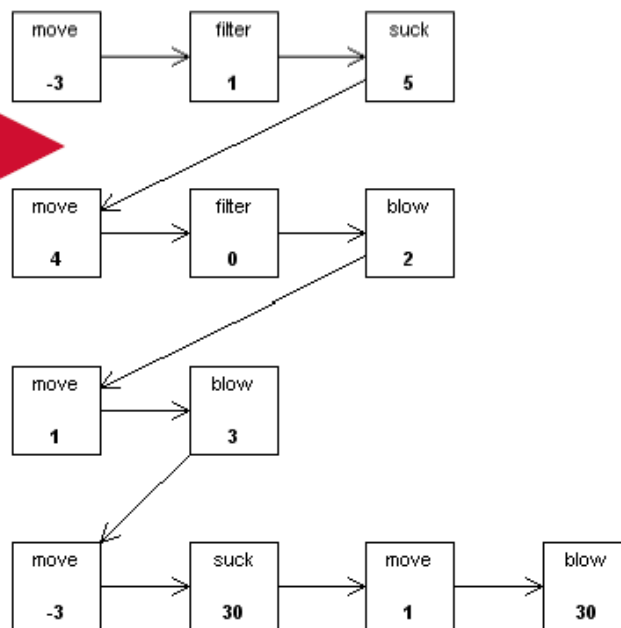 move filter suck
-3 1 5
move filter blow
4 0 2
move blow
1 3
move suck move blow
-3 30 1 30